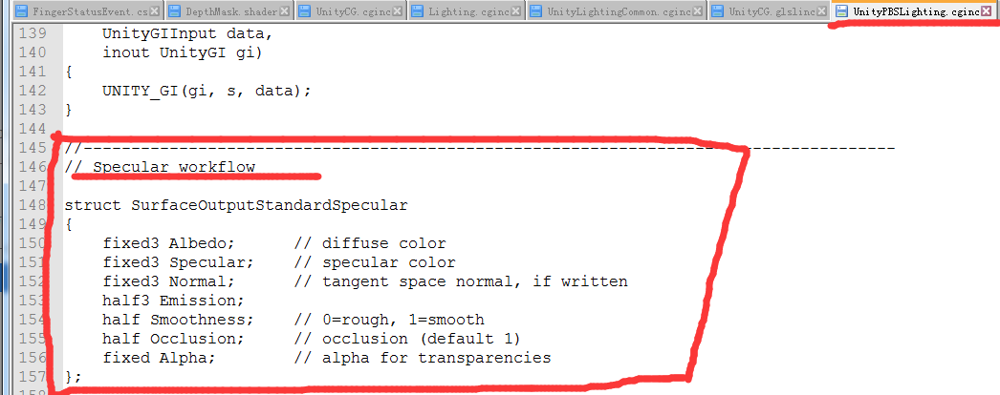 FingerStatusEvent.cs DepthMask.shader UnityCG.cginc Lighting.cginc UnityLightingCommon.cginc UnityCG.glslinc UnityPBSLighting.cginc
139 UnityGIInput data,
140 inout UnityGI gi)
141 {
142 UNITY_GI(gi, s, data);
143 }
144
145 //-------------------------------------------------------------------------------------
146 // Specular workflow
147
148 struct SurfaceOutputStandardSpecular
149 {
150 fixed3 Albedo; // diffuse color
151 fixed3 Specular; // specular color
152 fixed3 Normal; // tangent space normal, if written
153 half3 Emission;
154 half Smoothness; // 0=rough, 1=smooth
155 half Occlusion; // occlusion (default 1)
156 fixed Alpha; // alpha for transparencies
157 };
158